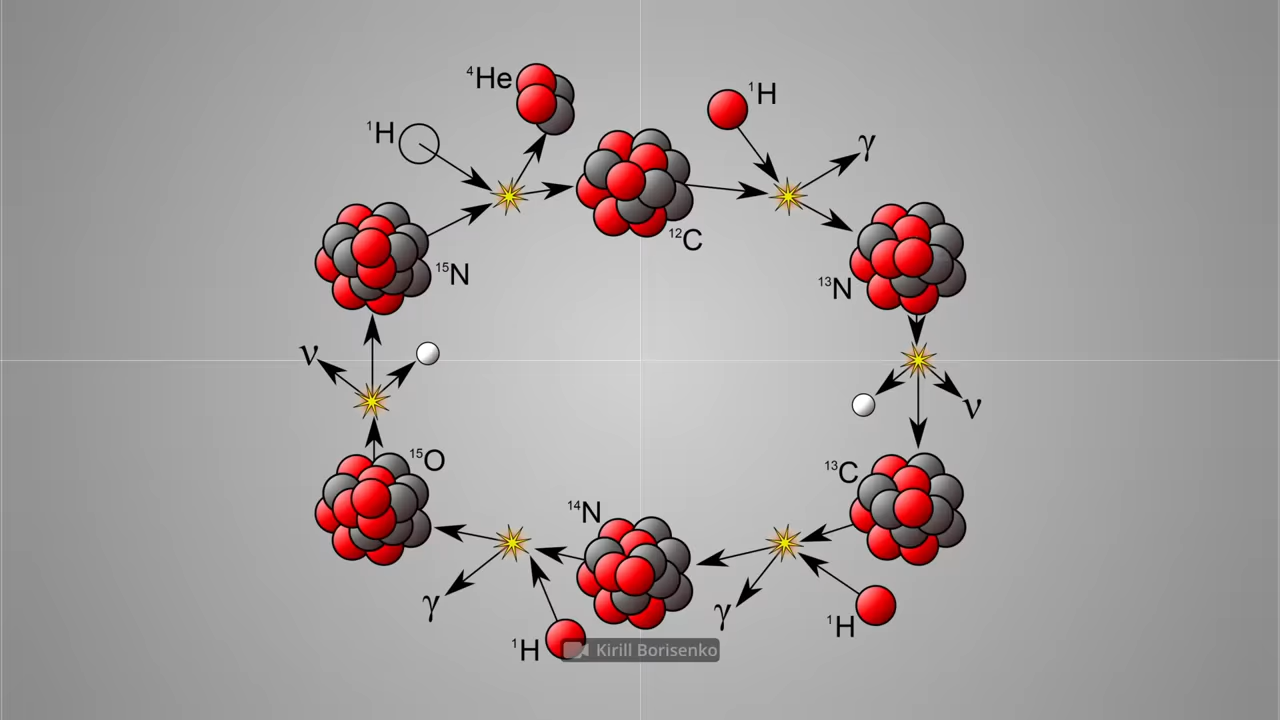 ⁴He
¹H
¹H
γ
¹²C
¹⁵N
¹³N
ν
ν
¹⁵O
¹³C
¹⁴N
γ
γ
¹H
¹H
Kirill Borisenko